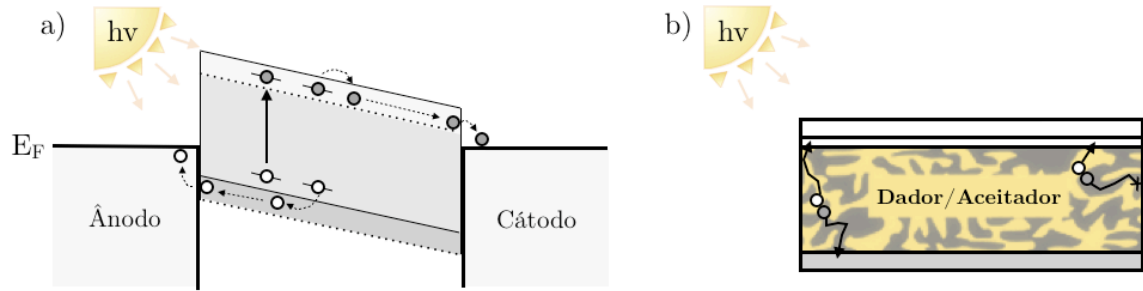 a)
hv
E_F
Ânodo
Cátodo
b)
hv
Dador/Aceitador